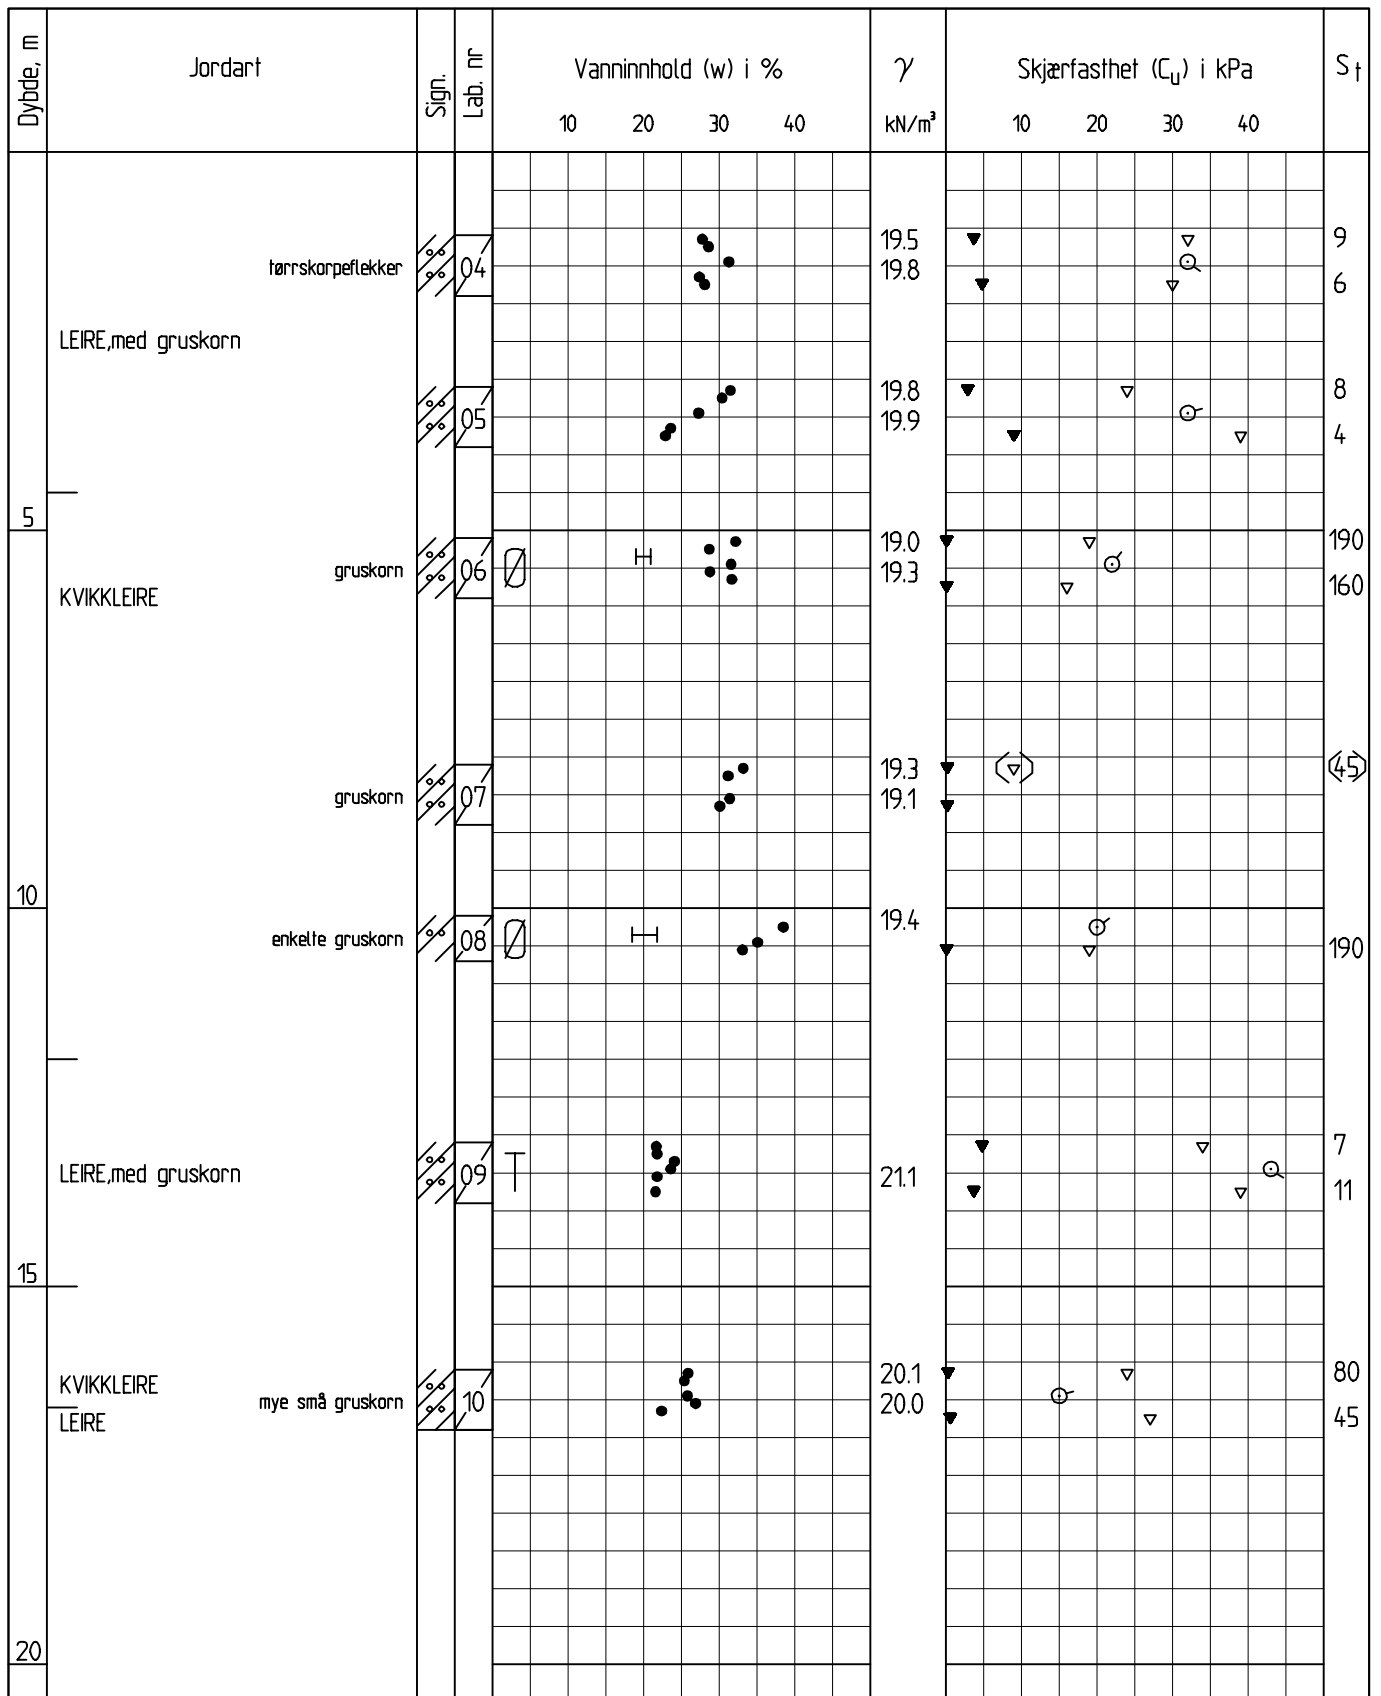 Dybde, m
Jordart
Sign.
Lab. nr
Vanninnhold (w) i %
10 20 30 40
γ
kN/m³
Skjærfasthet (Cu) i kPa
10 20 30 40
St
tørrskorpeflekker 04 19.5 9
19.8 6
LEIRE,med gruskorn
05 19.8 8
19.9 4
5
gruskorn 06 19.0 190
19.3 160
KVIKKLEIRE
gruskorn 07 19.3 (45)
19.1
10
enkelte gruskorn 08 19.4 190
LEIRE,med gruskorn 09 21.1 7
11
15
KVIKKLEIRE 20.1 80
mye små gruskorn 10 20.0 45
LEIRE
20